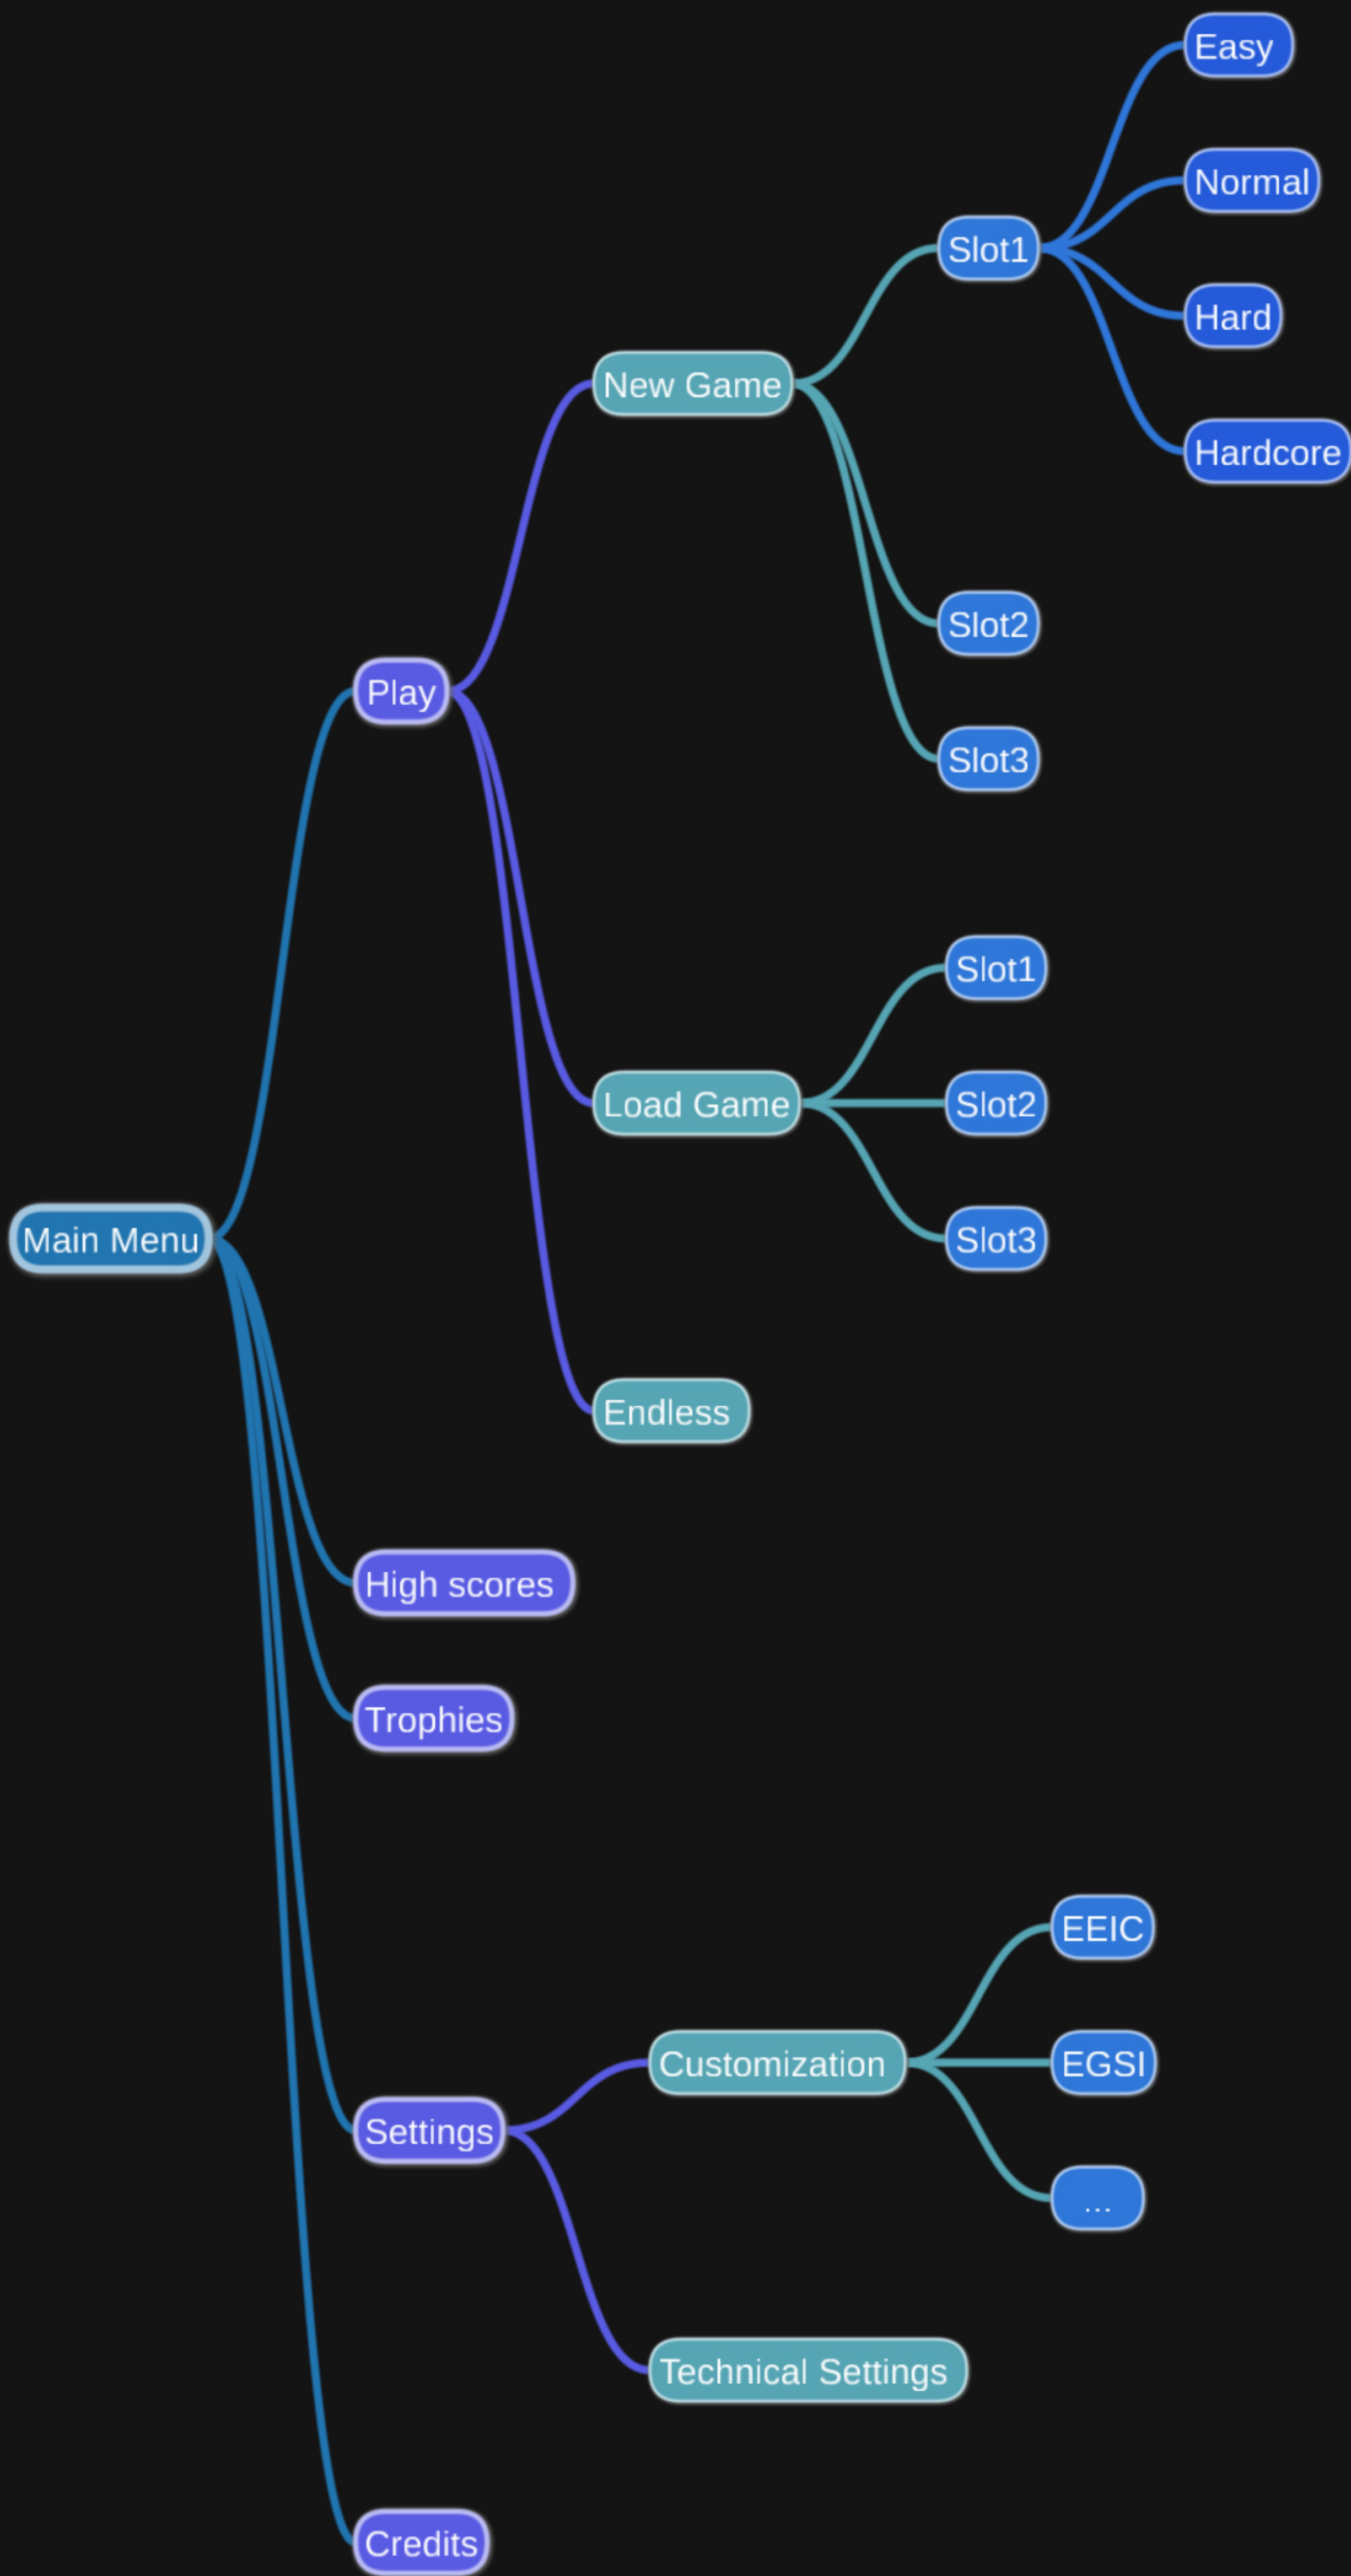 Main Menu
Play
New Game
Slot1
Easy
Normal
Hard
Hardcore
Slot2
Slot3
Load Game
Slot1
Slot2
Slot3
Endless
High scores
Trophies
Settings
Customization
EEIC
EGSI
...
Technical Settings
Credits